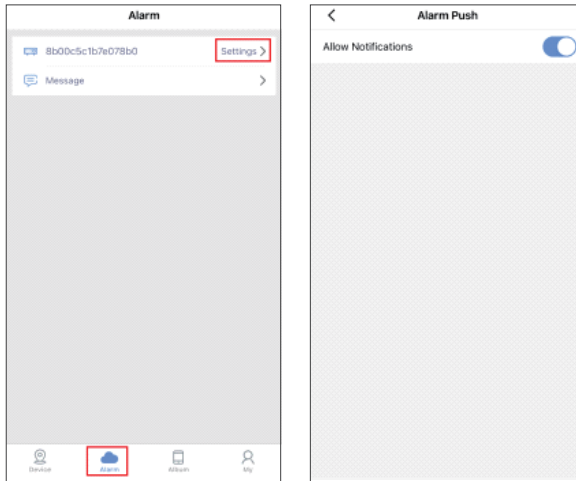 Alarm
8b00c5c1b7e078b0 Settings
Message
Device Alarm Album My
Alarm Push
Allow Notifications